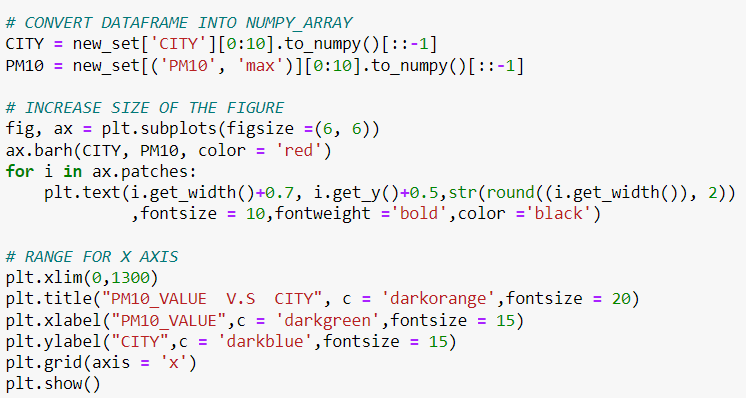 # CONVERT DATAFRAME INTO NUMPY_ARRAY
CITY = new_set['CITY'][0:10].to_numpy()[::-1]
PM10 = new_set[('PM10', 'max')][0:10].to_numpy()[::-1]

# INCREASE SIZE OF THE FIGURE
fig, ax = plt.subplots(figsize =(6, 6))
ax.barh(CITY, PM10, color = 'red')
for i in ax.patches:
    plt.text(i.get_width()+0.7, i.get_y()+0.5,str(round((i.get_width()), 2))
            ,fontsize = 10,fontweight ='bold',color ='black')

# RANGE FOR X AXIS
plt.xlim(0,1300)
plt.title("PM10_VALUE  V.S  CITY", c = 'darkorange',fontsize = 20)
plt.xlabel("PM10_VALUE",c = 'darkgreen',fontsize = 15)
plt.ylabel("CITY",c = 'darkblue',fontsize = 15)
plt.grid(axis = 'x')
plt.show()